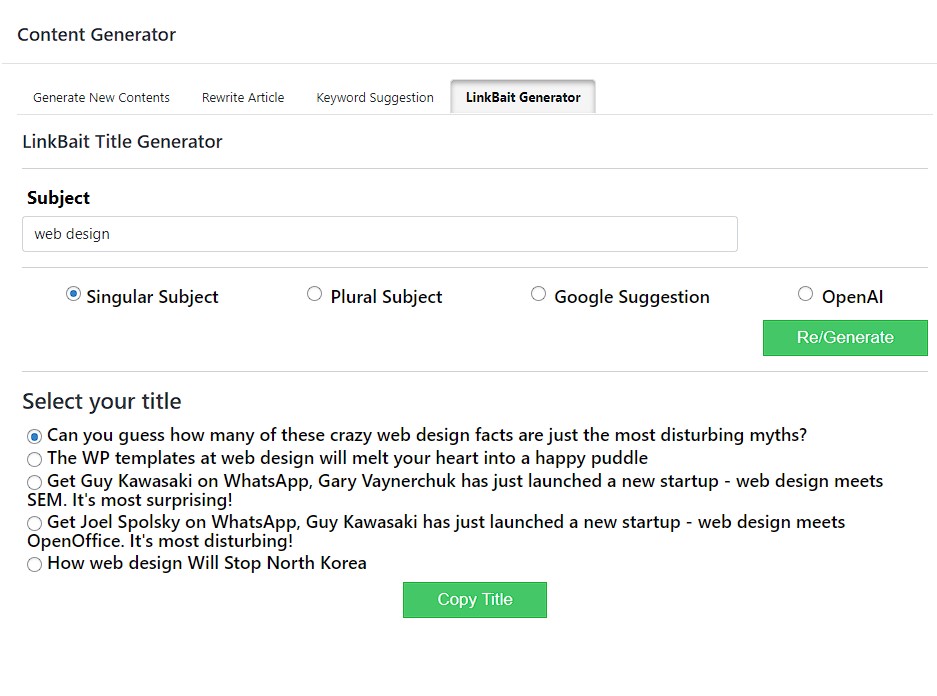 Content Generator
Generate New Contents Rewrite Article Keyword Suggestion LinkBait Generator
LinkBait Title Generator
Subject
web design
Singular Subject Plural Subject Google Suggestion OpenAI
Re/Generate
Select your title
Can you guess how many of these crazy web design facts are just the most disturbing myths?
The WP templates at web design will melt your heart into a happy puddle
Get Guy Kawasaki on WhatsApp, Gary Vaynerchuk has just launched a new startup - web design meets
SEM. It's most surprising!
Get Joel Spolsky on WhatsApp, Guy Kawasaki has just launched a new startup - web design meets
OpenOffice. It's most disturbing!
How web design Will Stop North Korea
Copy Title